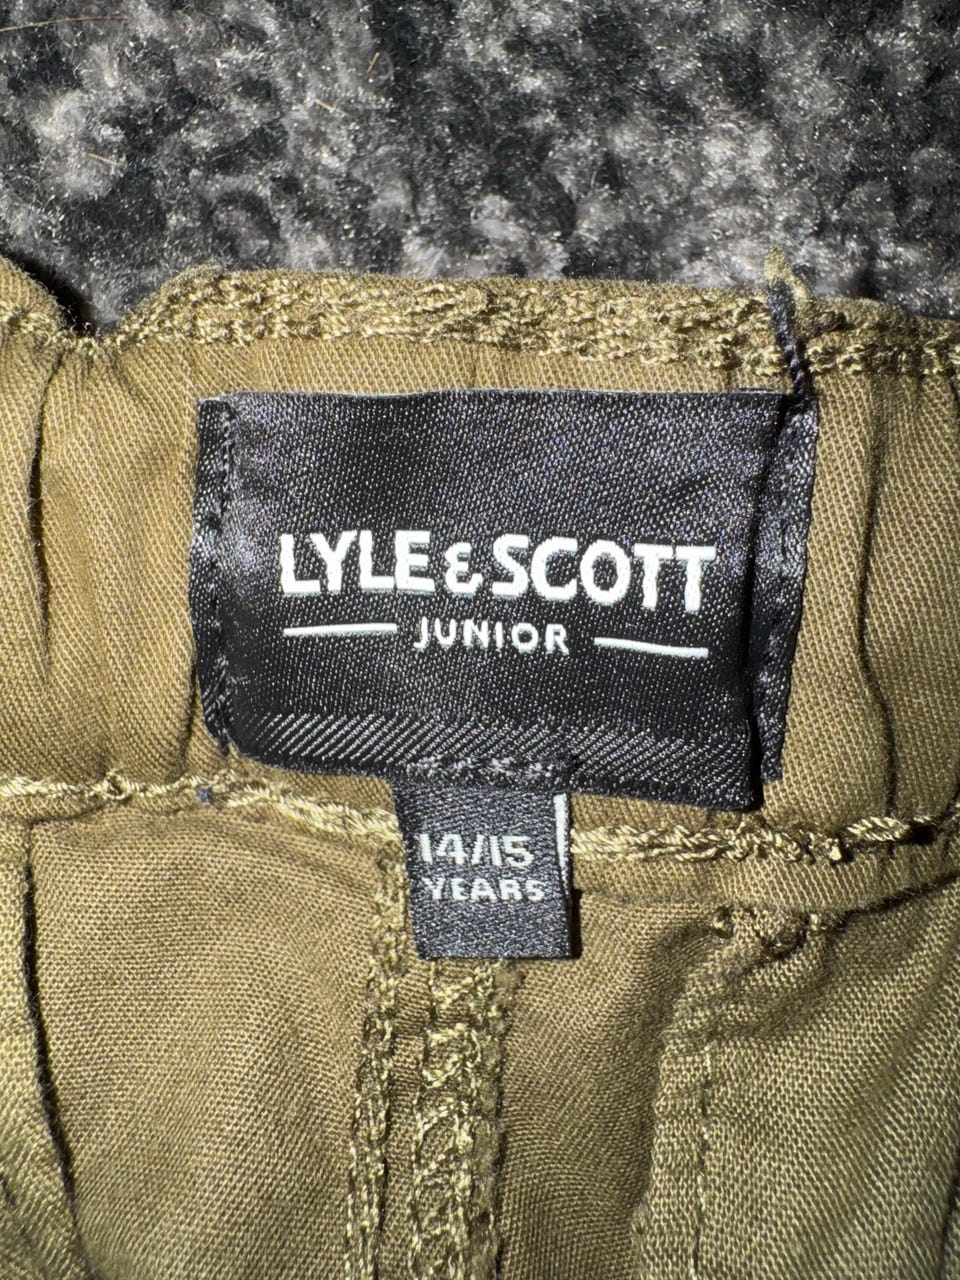 LYLE & SCOTT
JUNIOR
14/15
YEARS